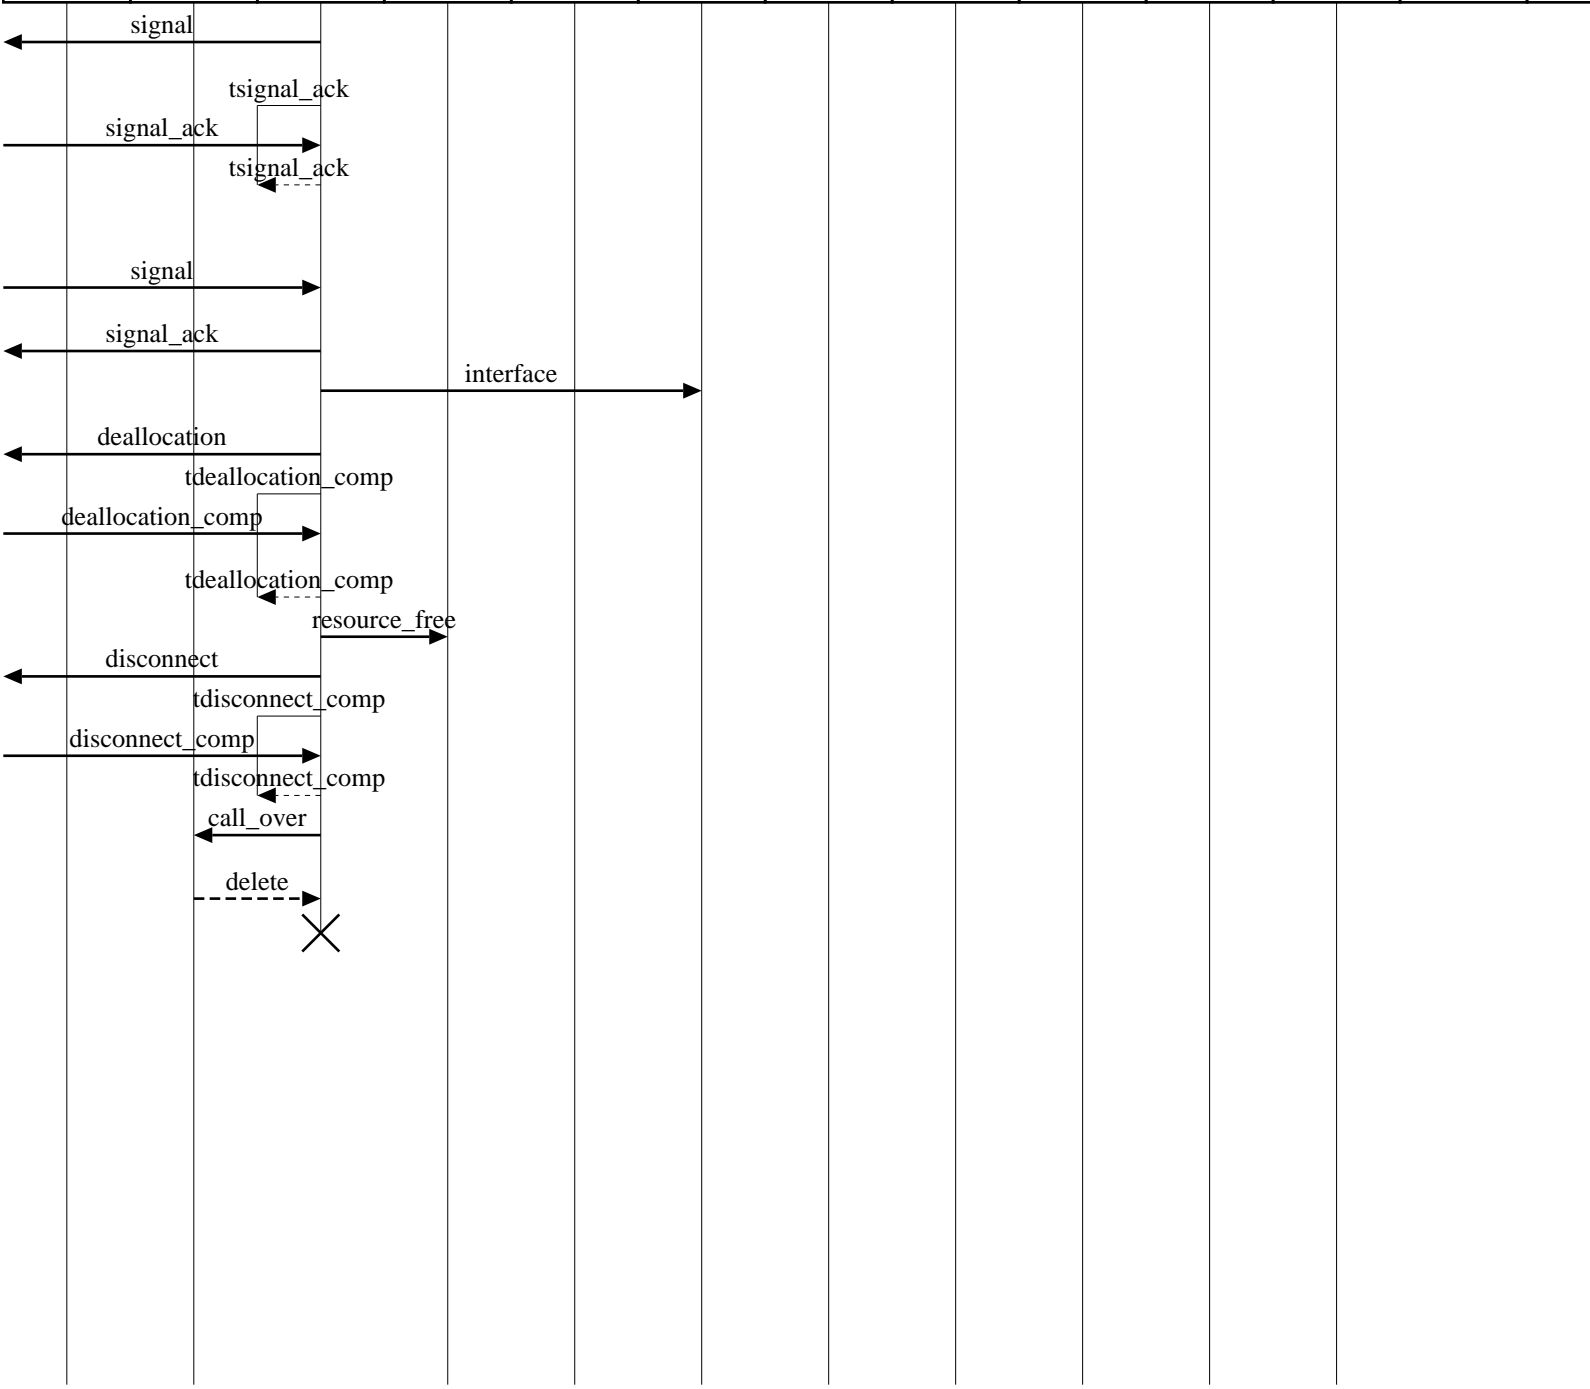 signal
tsignal_ack
signal_ack
tsignal_ack
signal
signal_ack
interface
deallocation
tdeallocation_comp
deallocation_comp
tdeallocation_comp
resource_free
disconnect
tdisconnect_comp
disconnect_comp
tdisconnect_comp
call_over
delete